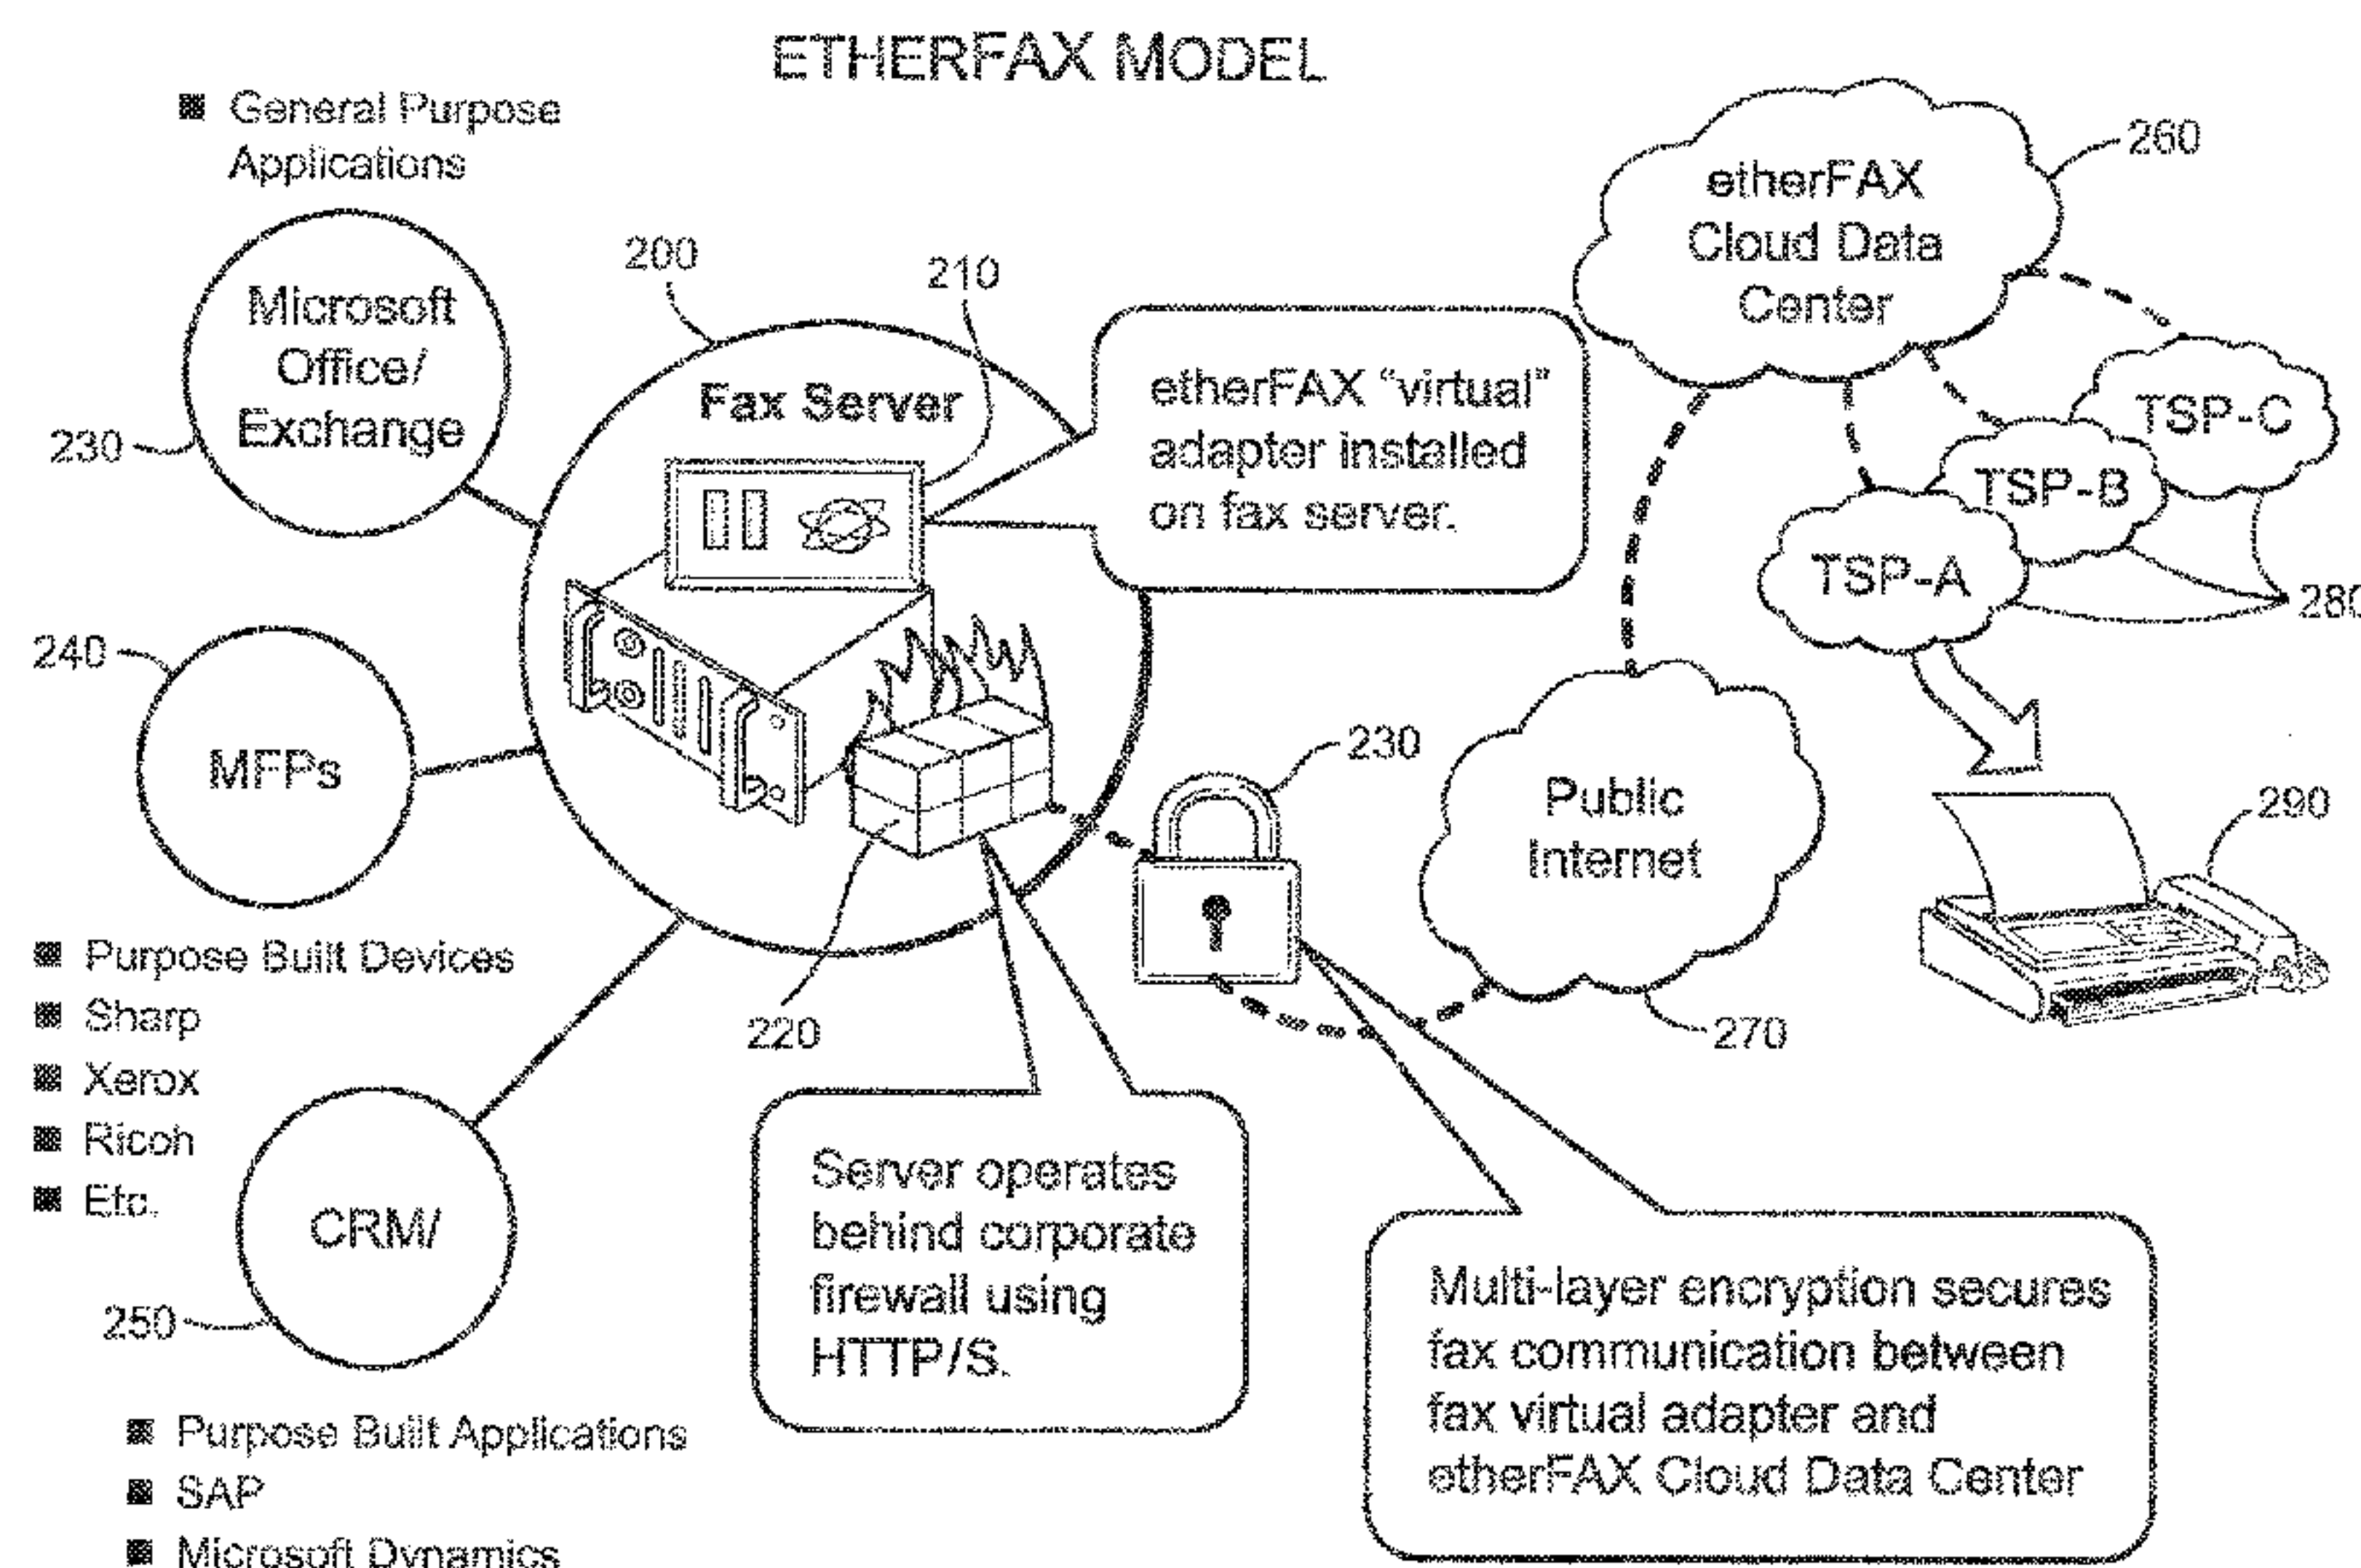 ETHERFAX MODEL
■ General Purpose
Applications
260
etherFAX
Cloud Data
Center
200
210
Microsoft
Office/
Exchange
230
Fax Server
etherFAX “virtual”
adapter installed
on fax server.
TSP-C
TSP-B
TSP-A
280
240
MFPs
230
Public
Internet
290
■ Purpose Built Devices
■ Sharp
■ Xerox
■ Ricoh
■ Etc.
220
270
CRM/
250
Server operates
behind corporate
firewall using
HTTP/S.
Multi-layer encryption secures
fax communication between
fax virtual adapter and
etherFAX Cloud Data Center
■ Purpose Built Applications
■ SAP
■ Microsoft Dynamics